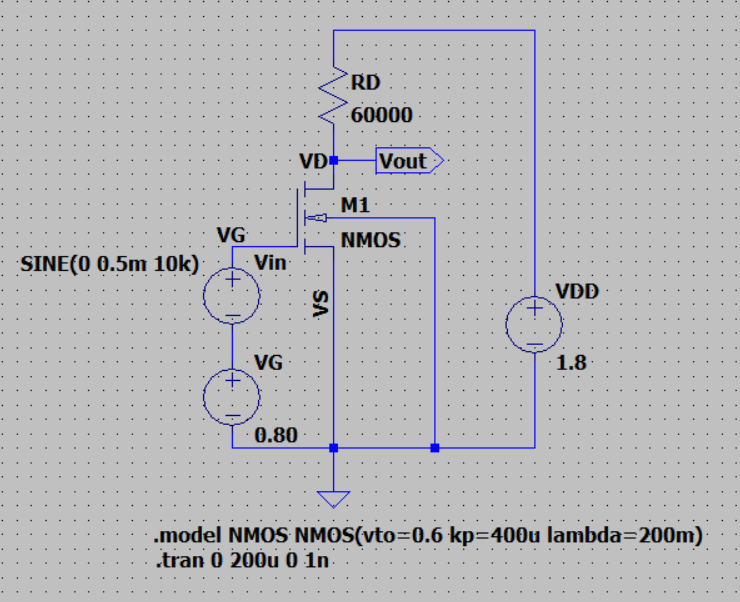 RD
60000
VD
Vout
M1
VG
NMOS
SINE(0 0.5m 10k)
Vin
VS
VDD
VG
1.8
0.80
.model NMOS NMOS(vto=0.6 kp=400u lambda=200m)
.tran 0 200u 0 1n